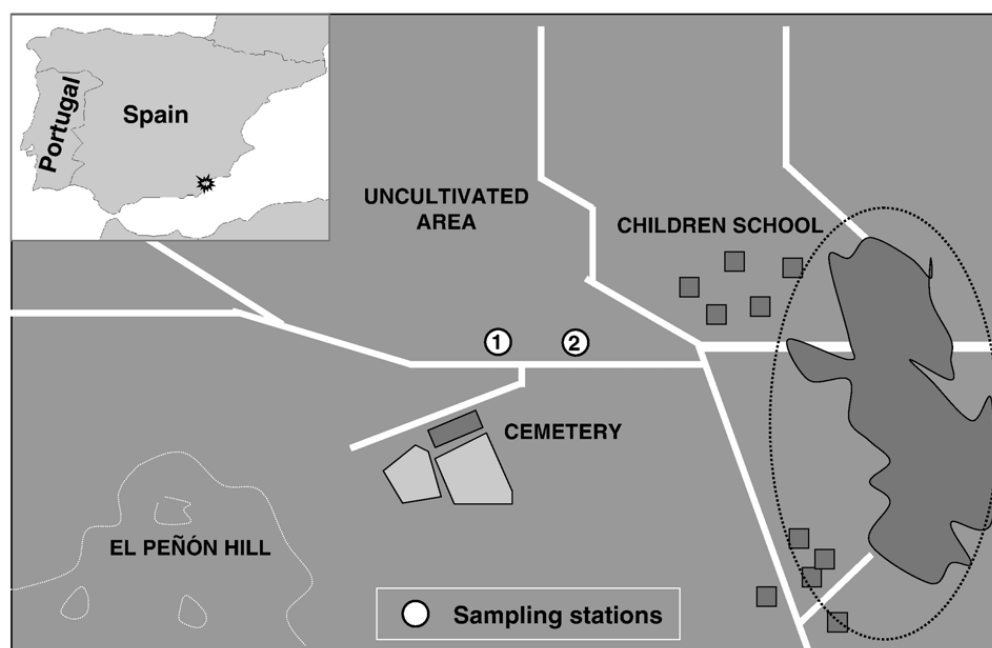 Portugal
Spain
UNCULTIVATED
AREA
CHILDREN SCHOOL
1
2
CEMETERY
EL PEÑÓN HILL
Sampling stations